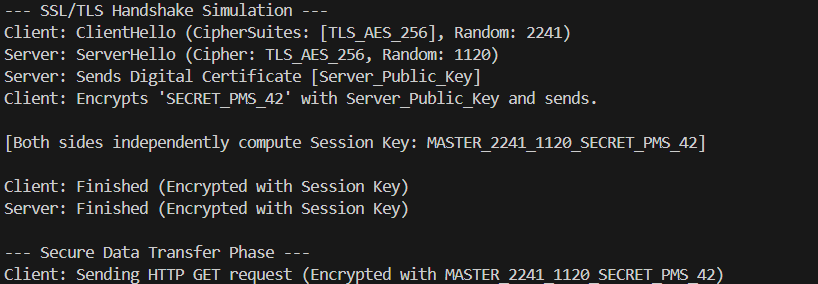 --- SSL/TLS Handshake Simulation ---
Client: ClientHello (CipherSuites: [TLS_AES_256], Random: 2241)
Server: ServerHello (Cipher: TLS_AES_256, Random: 1120)
Server: Sends Digital Certificate [Server_Public_Key]
Client: Encrypts 'SECRET_PMS_42' with Server_Public_Key and sends.
[Both sides independently compute Session Key: MASTER_2241_1120_SECRET_PMS_42]
Client: Finished (Encrypted with Session Key)
Server: Finished (Encrypted with Session Key)
--- Secure Data Transfer Phase ---
Client: Sending HTTP GET request (Encrypted with MASTER_2241_1120_SECRET_PMS_42)